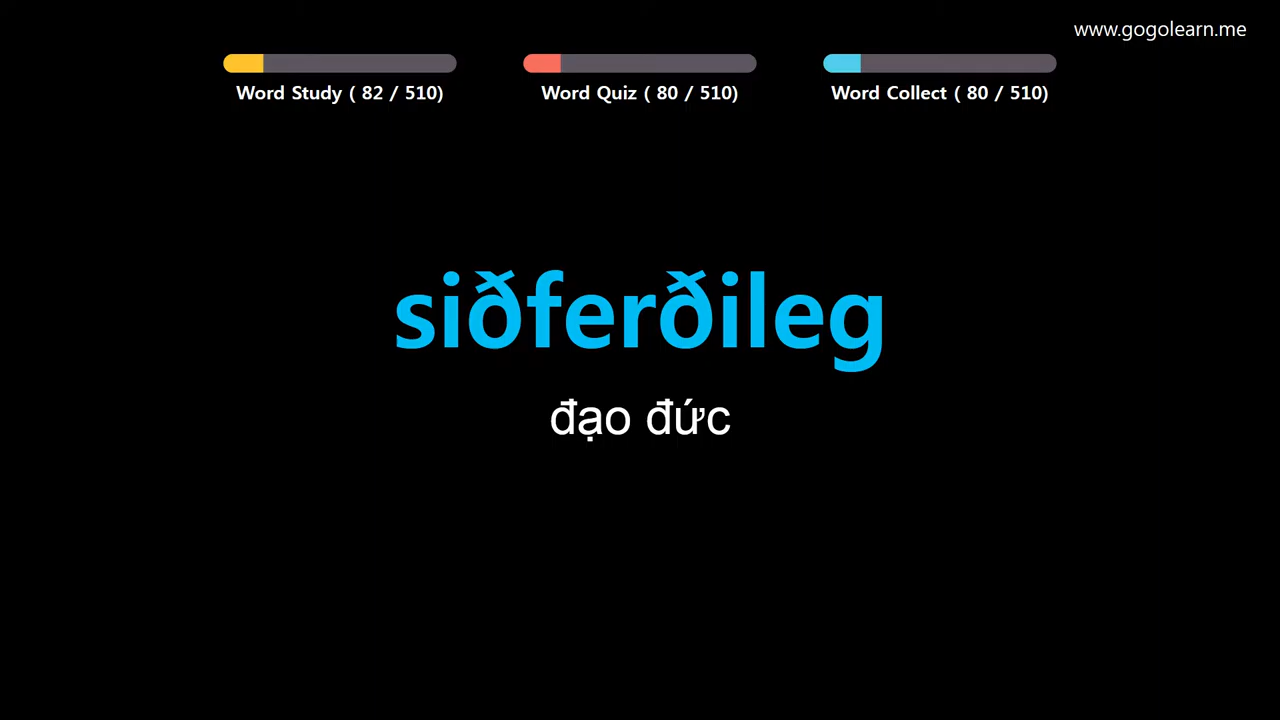 www.gogolearn.me
Word Study ( 82 / 510)
Word Quiz ( 80 / 510)
Word Collect ( 80 / 510)
siðferðileg
đạo đức